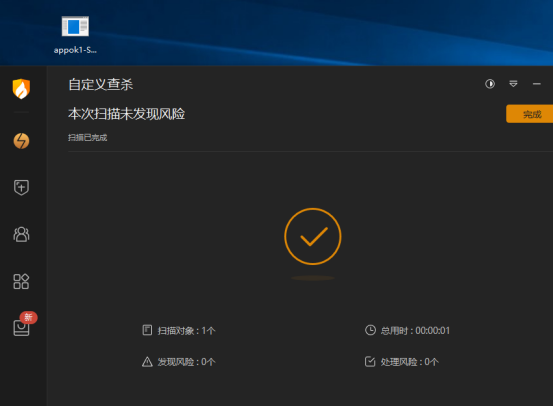 appok1-S...
自定义查杀
本次扫描未发现风险
完成
扫描已完成
新
扫描对象 : 1个
总用时 : 00:00:01
发现风险 : 0个
处理风险 : 0个